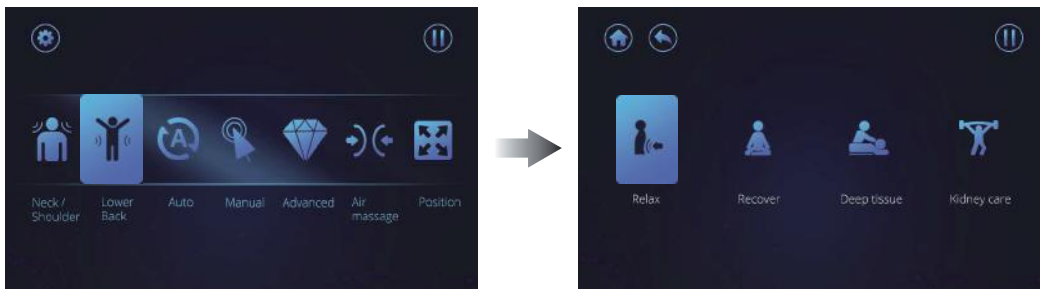 Neck /
Shoulder
Lower
Back
Auto
Manual
Advanced
Air
massage
Position
Relax
Recover
Deep tissue
Kidney care